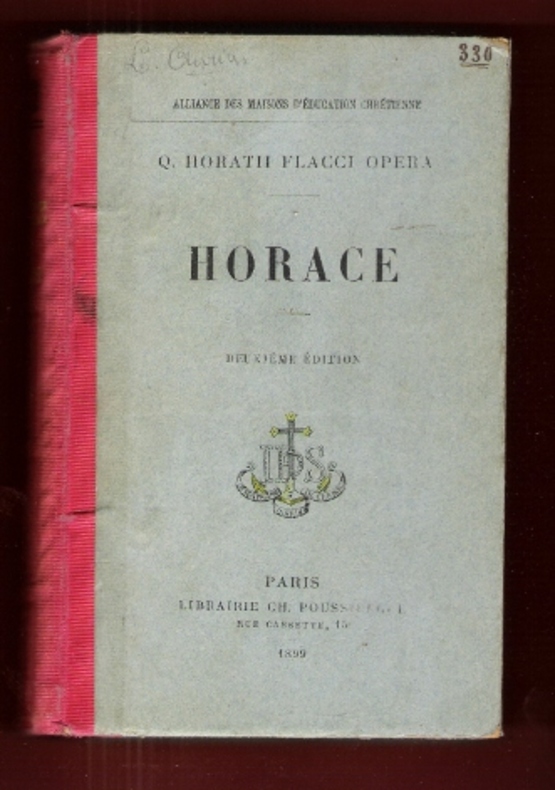 330
ALLIANCE DES MAISONS D'ÉDUCATION CHRÉTIENNE
Q. HORATII FLACCI OPERA
HORACE
DEUXIÈME ÉDITION
IHS
PARIS
LIBRAIRIE CH.
RUE CASSETTE, 15
1899